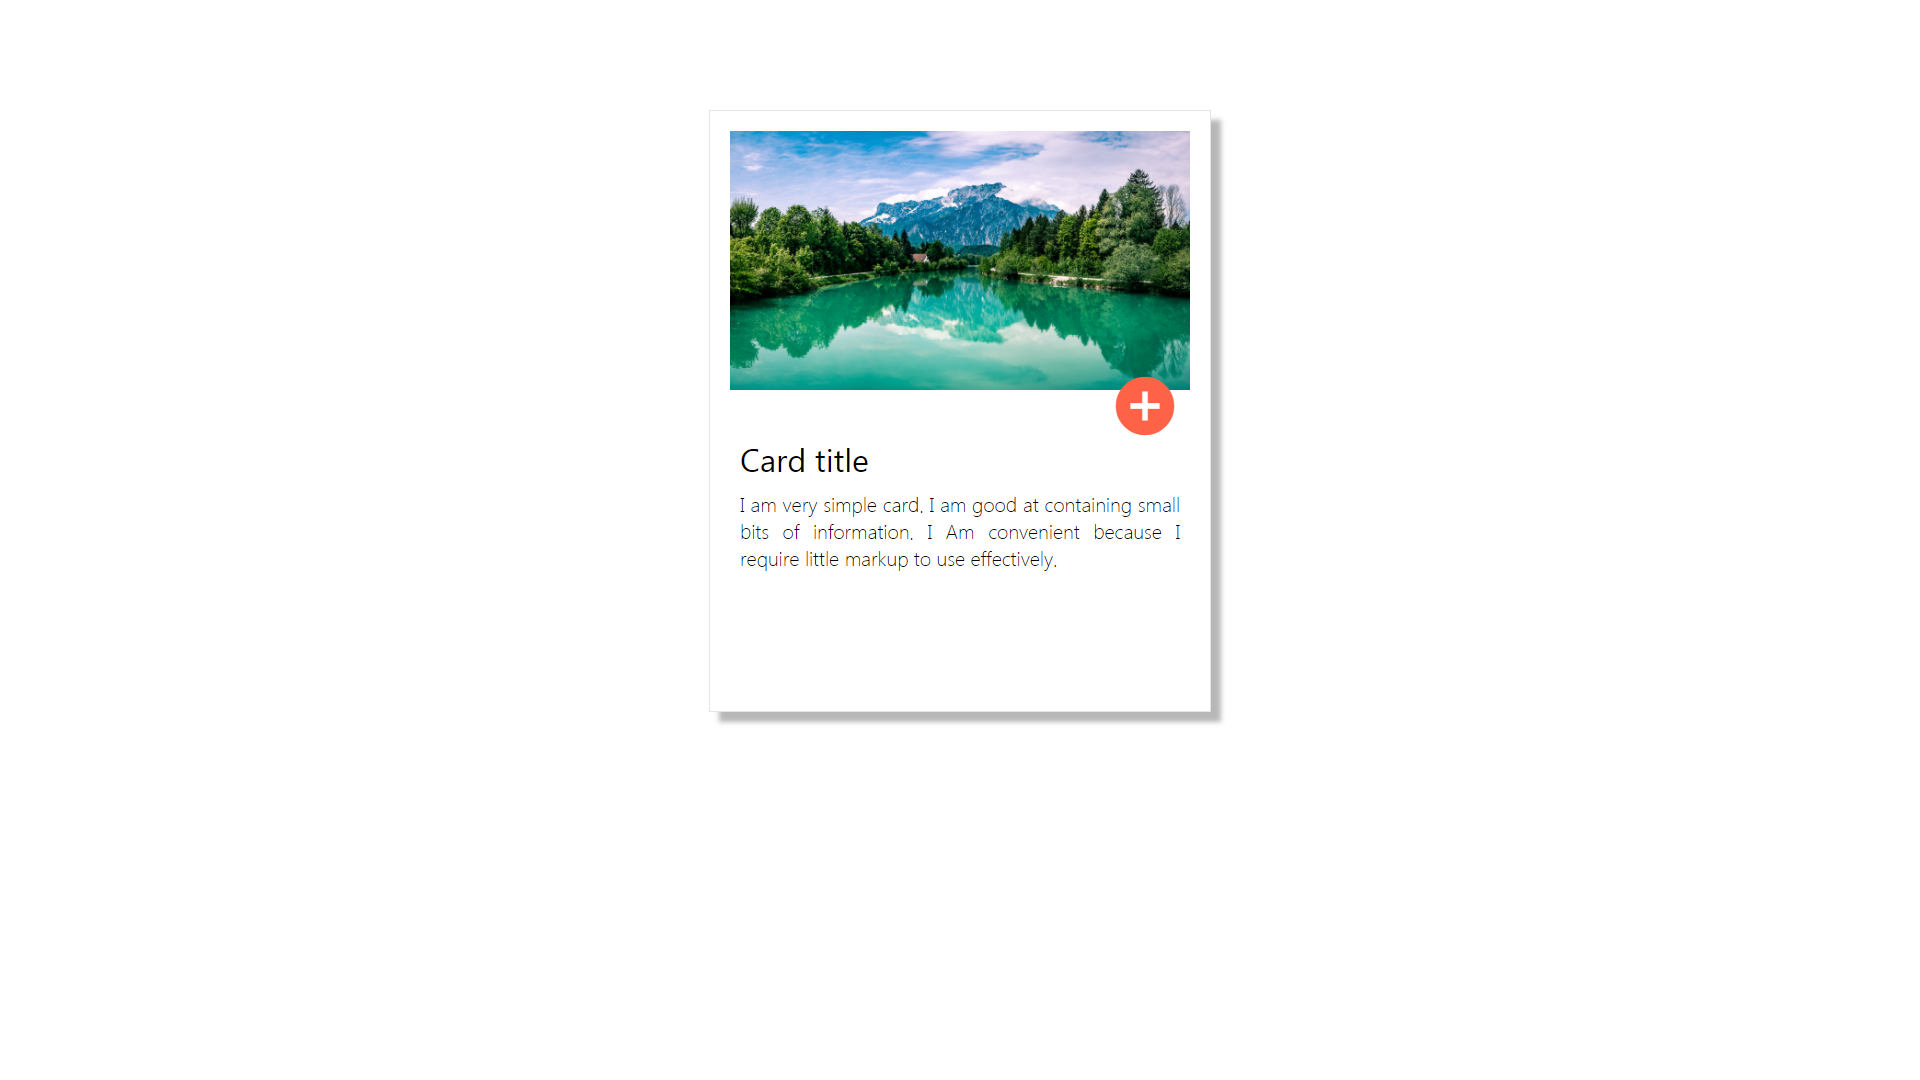 Card title
I am very simple card. I am good at containing small
bits of information. I Am convenient because I
require little markup to use effectively.